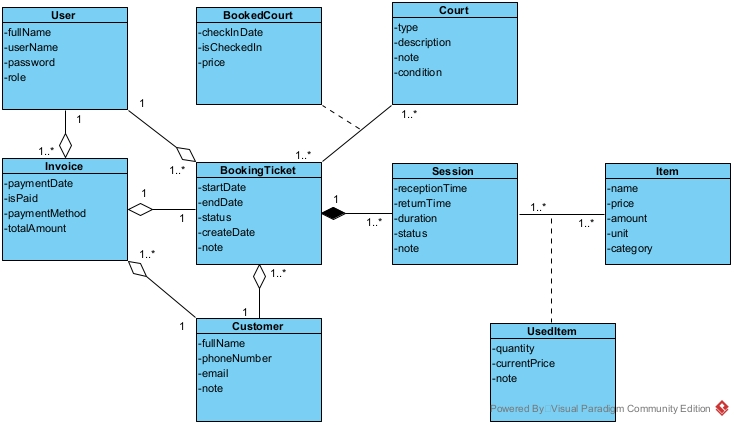 User
-fullName
-userName
-password
-role
BookedCourt
-checkInDate
-isCheckedIn
-price
Court
-type
-description
-note
-condition
1
1..*
1
1..*
1..*
1..*
Invoice
-paymentDate
-isPaid
-paymentMethod
-totalAmount
1
1
BookingTicket
-startDate
-endDate
-status
-createDate
-note
1
1..*
Session
-receptionTime
-returnTime
-duration
-status
-note
1..*
1..*
Item
-name
-price
-amount
-unit
-category
1..*
1
1..*
1
Customer
-fullName
-phoneNumber
-email
-note
UsedItem
-quantity
-currentPrice
-note
Powered By Visual Paradigm Community Edition